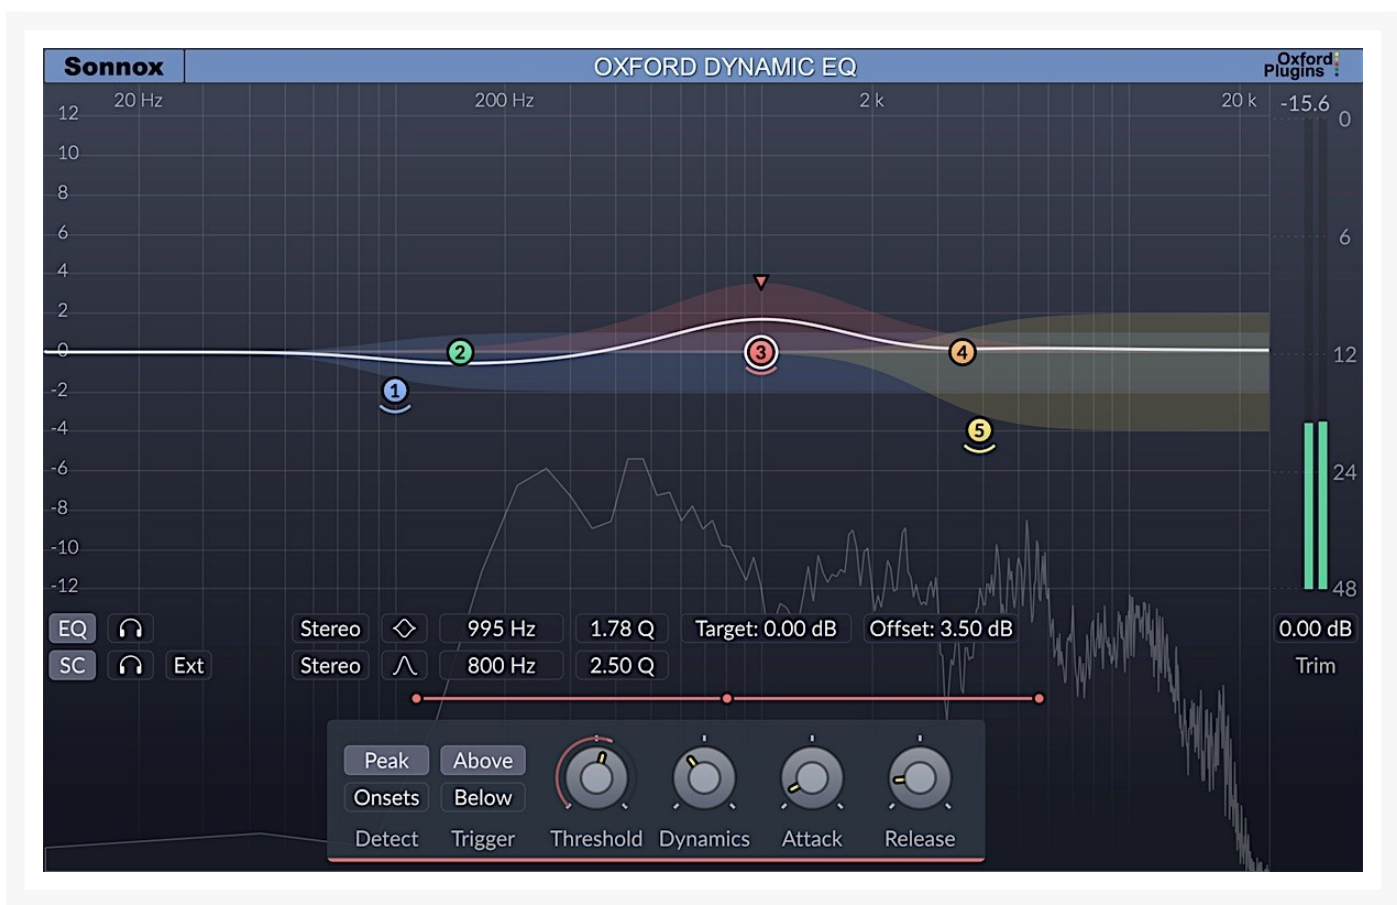 Sonnox
OXFORD DYNAMIC EQ
Oxford
Plugins
20 Hz 200 Hz 2 k 20 k -15.6
12
10
8
6
4
2
0
-2
-4
-6
-8
-10
-12
0
6
12
24
48
1
2
3
4
5
EQ Stereo 995 Hz 1.78 Q Target: 0.00 dB Offset: 3.50 dB 0.00 dB
SC Ext Stereo 800 Hz 2.50 Q Trim
Peak Above
Onsets Below
Detect Trigger Threshold Dynamics Attack Release